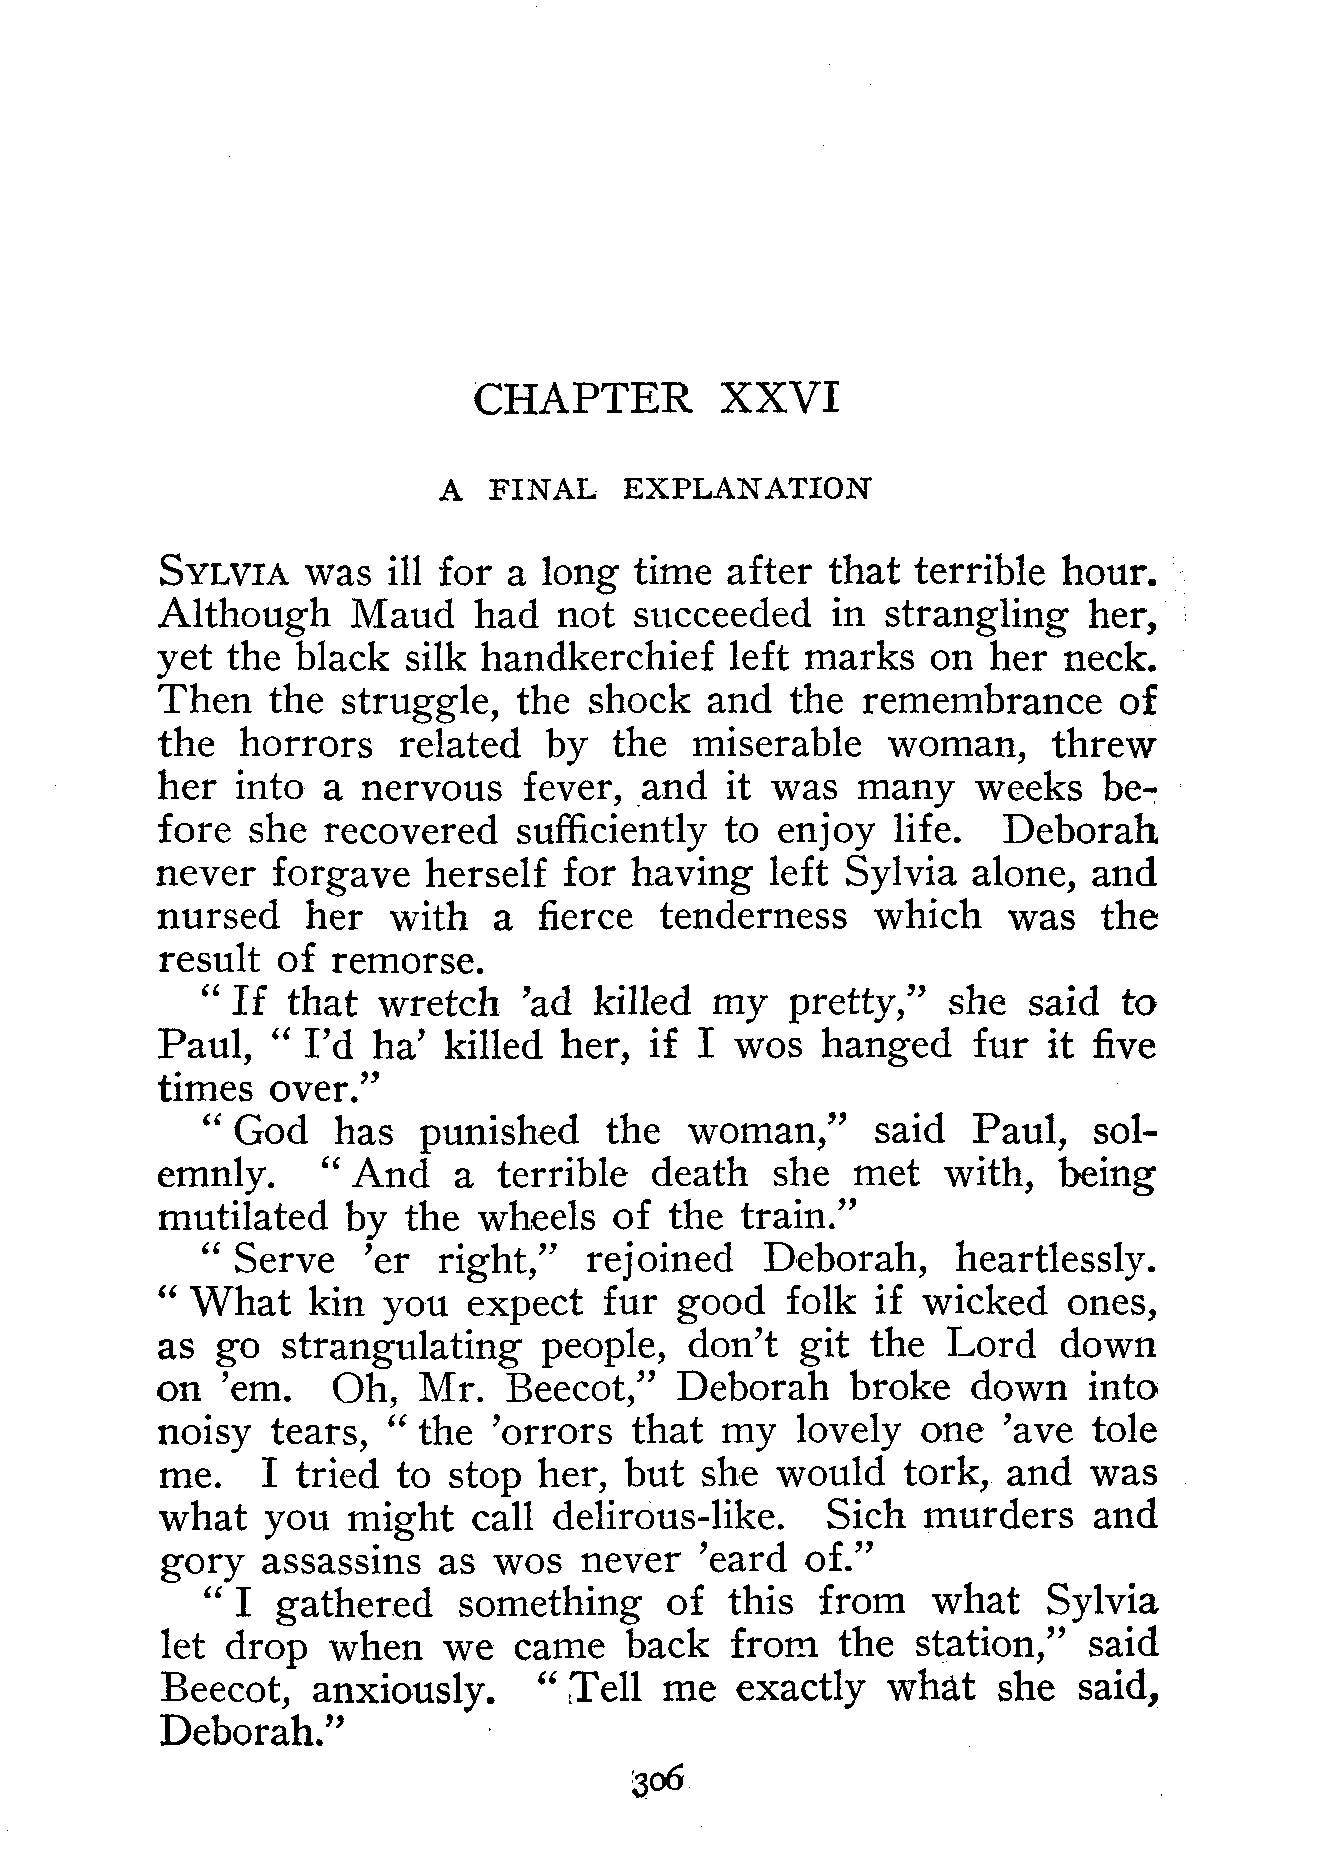 CHAPTER XXVI
A FINAL EXPLANATION
SYLVIA was ill for a long time after that terrible hour.
Although Maud had not succeeded in strangling her,
yet the black silk handkerchief left marks on her neck.
Then the struggle, the shock and the remembrance of
the horrors related by the miserable woman, threw
her into a nervous fever, and it was many weeks be-
fore she recovered sufficiently to enjoy life. Deborah
never forgave herself for having left Sylvia alone, and
nursed her with a fierce tenderness which was the
result of remorse.
“ If that wretch ’ad killed my pretty,” she said to
Paul, “ I’d ha’ killed her, if I wos hanged fur it five
times over.”
“ God has punished the woman,” said Paul, sol-
emnly. “ And a terrible death she met with, being
mutilated by the wheels of the train.”
“ Serve ’er right,” rejoined Deborah, heartlessly.
“ What kin you expect fur good folk if wicked ones,
as go strangulating people, don’t git the Lord down
on ’em. Oh, Mr. Beecot,” Deborah broke down into
noisy tears, “ the ’orrors that my lovely one ’ave tole
me. I tried to stop her, but she would tork, and was
what you might call delirous-like. Sich murders and
gory assassins as wos never ’eard of.”
“ I gathered something of this from what Sylvia
let drop when we came back from the station,” said
Beecot, anxiously. “ Tell me exactly what she said,
Deborah.”
306